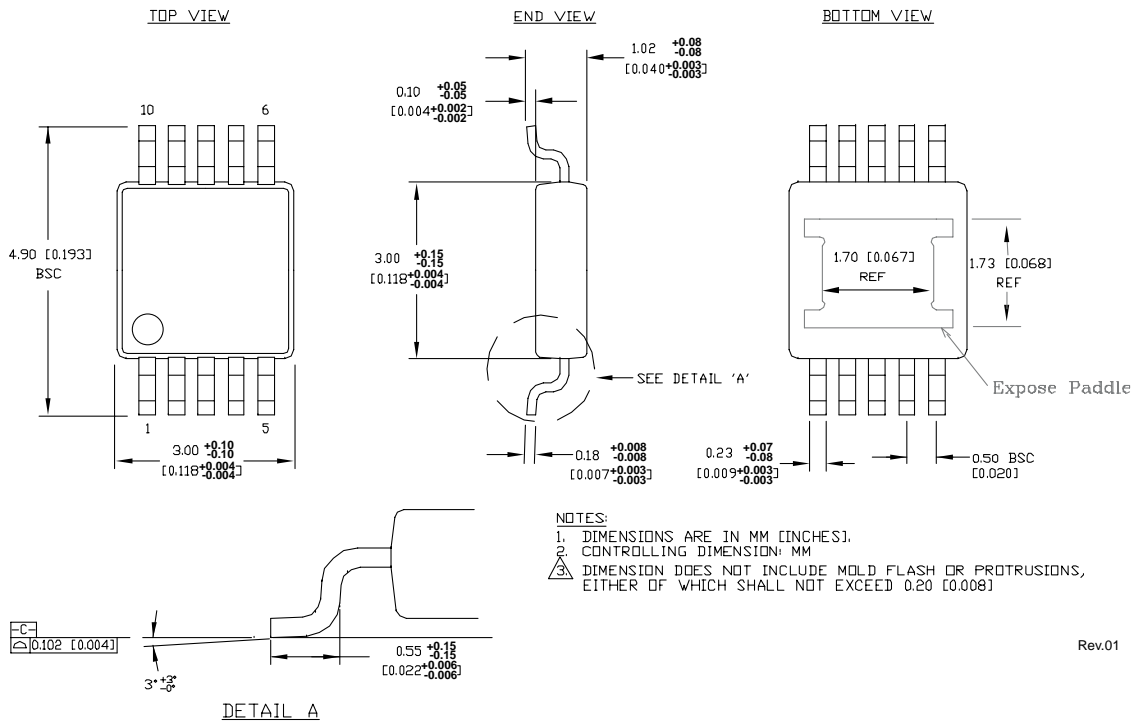 TOP VIEW
END VIEW
BOTTOM VIEW
1.02 +0.08 -0.08
[0.040+0.003 -0.003]
0.10 +0.05 -0.05
[0.004+0.002 -0.002]
10
6
4.90 [0.193]
BSC
3.00 +0.15 -0.15
[0.118+0.004 -0.004]
1.70 [0.067]
REF
1.73 [0.068]
REF
SEE DETAIL 'A'
Expose Paddle
1
5
3.00 +0.10 -0.10
[0.118+0.004 -0.004]
0.18 +0.008 -0.008
[0.007+0.003 -0.003]
0.23 +0.07 -0.08
[0.009+0.003 -0.003]
0.50 BSC
[0.020]
NOTES:
1. DIMENSIONS ARE IN MM [INCHES].
2. CONTROLLING DIMENSION: MM
3. DIMENSION DOES NOT INCLUDE MOLD FLASH OR PROTRUSIONS,
EITHER OF WHICH SHALL NOT EXCEED 0.20 [0.008]
-C-
0.102 [0.004]
0.55 +0.15 -0.15
[0.022+0.006 -0.006]
3° +3° -0°
Rev.01
DETAIL A